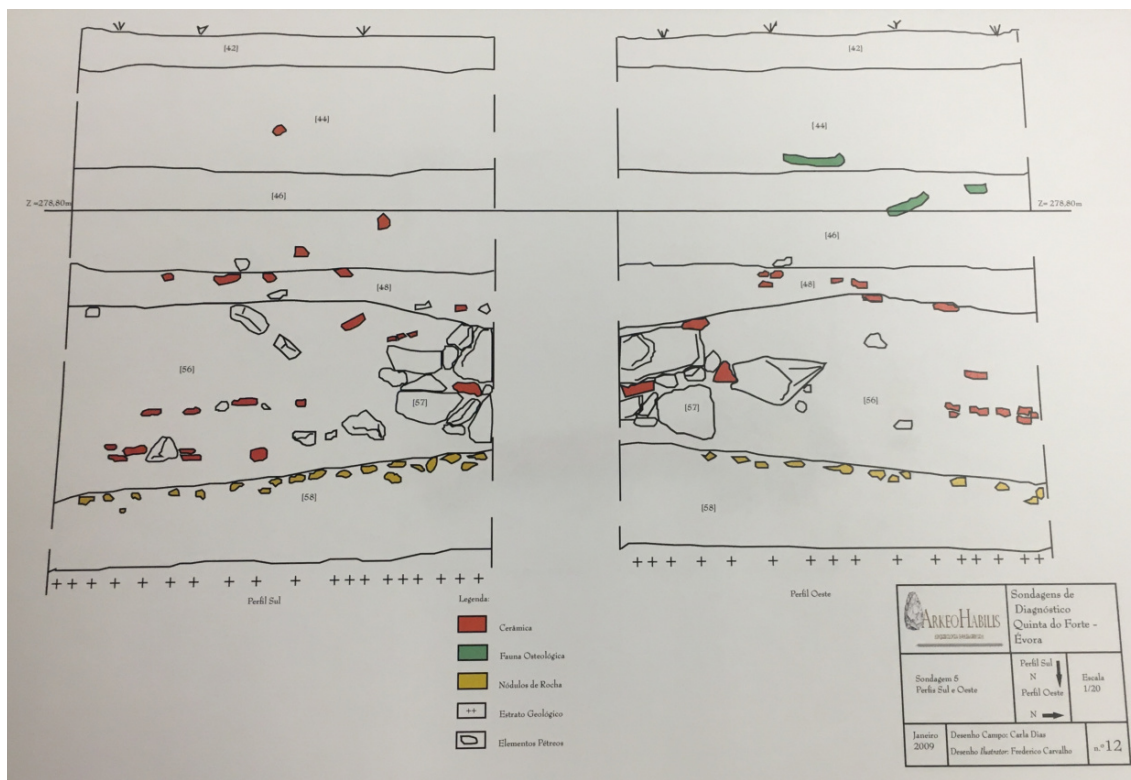 [42]
[44]
[46]
Z =278,80m
[48]
[56]
[57]
[58]
Perfil Sul
[42]
[44]
Z= 278,80m
[46]
[48]
[57]
[56]
[58]
Perfil Oeste
Legenda:
Cerâmica
Fauna Osteológica
Nódulos de Rocha
++ Estrato Geológico
Elementos Pétreos
ARKEOHABILIS
Sondagens de
Diagnóstico
Quinta do Forte -
Évora
Sondagem 5
Perfis Sul e Oeste
Perfil Sul
N
Perfil Oeste
N
Escala
1/20
Janeiro
2009
Desenho Campo: Carla Dias
Desenho Ilustrator: Frederico Carvalho
n.º 12